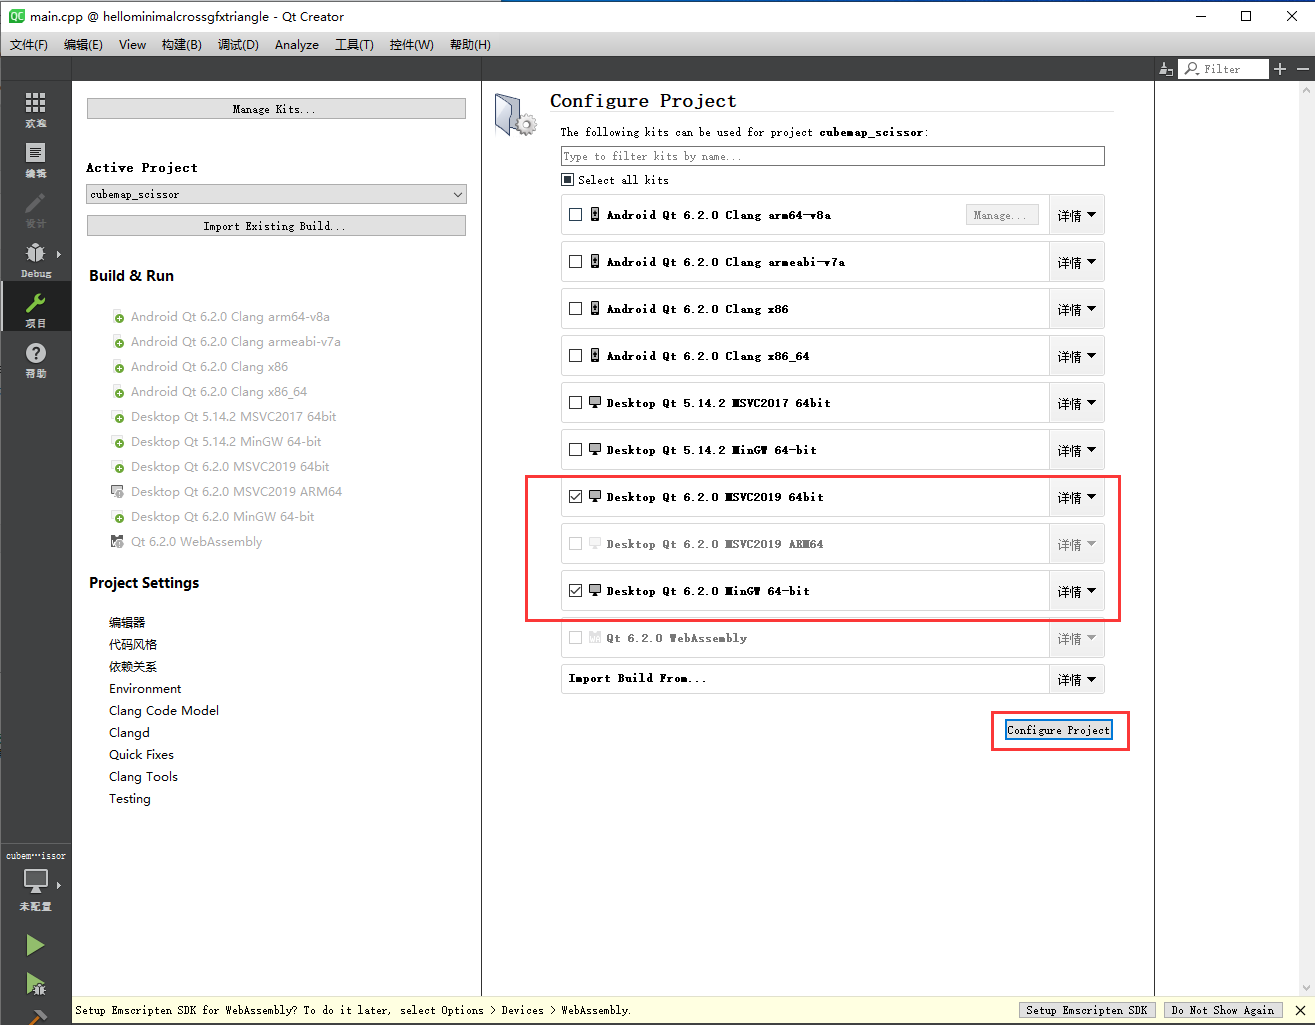 main.cpp @ hellominimalcrossgfxtriangle - Qt Creator
文件(F) 编辑(E) View 构建(B) 调试(D) Analyze 工具(T) 控件(W) 帮助(H)
Filter
欢迎
编辑
设计
Debug
项目
帮助
cubem···issor
未配置
Manage Kits...
Active Project
cubemap_scissor
Import Existing Build...
Build & Run
Android Qt 6.2.0 Clang arm64-v8a
Android Qt 6.2.0 Clang armeabi-v7a
Android Qt 6.2.0 Clang x86
Android Qt 6.2.0 Clang x86_64
Desktop Qt 5.14.2 MSVC2017 64bit
Desktop Qt 5.14.2 MinGW 64-bit
Desktop Qt 6.2.0 MSVC2019 64bit
Desktop Qt 6.2.0 MSVC2019 ARM64
Desktop Qt 6.2.0 MinGW 64-bit
Qt 6.2.0 WebAssembly
Project Settings
编辑器
代码风格
依赖关系
Environment
Clang Code Model
Clangd
Quick Fixes
Clang Tools
Testing
Configure Project
The following kits can be used for project cubemap_scissor:
Type to filter kits by name...
Select all kits
Android Qt 6.2.0 Clang arm64-v8a Manage... 详情
Android Qt 6.2.0 Clang armeabi-v7a 详情
Android Qt 6.2.0 Clang x86 详情
Android Qt 6.2.0 Clang x86_64 详情
Desktop Qt 5.14.2 MSVC2017 64bit 详情
Desktop Qt 5.14.2 MinGW 64-bit 详情
Desktop Qt 6.2.0 MSVC2019 64bit 详情
Desktop Qt 6.2.0 MSVC2019 ARM64 详情
Desktop Qt 6.2.0 MinGW 64-bit 详情
Qt 6.2.0 WebAssembly 详情
Import Build From... 详情
Configure Project
Setup Emscripten SDK for WebAssembly? To do it later, select Options > Devices > WebAssembly. Setup Emscripten SDK Do Not Show Again